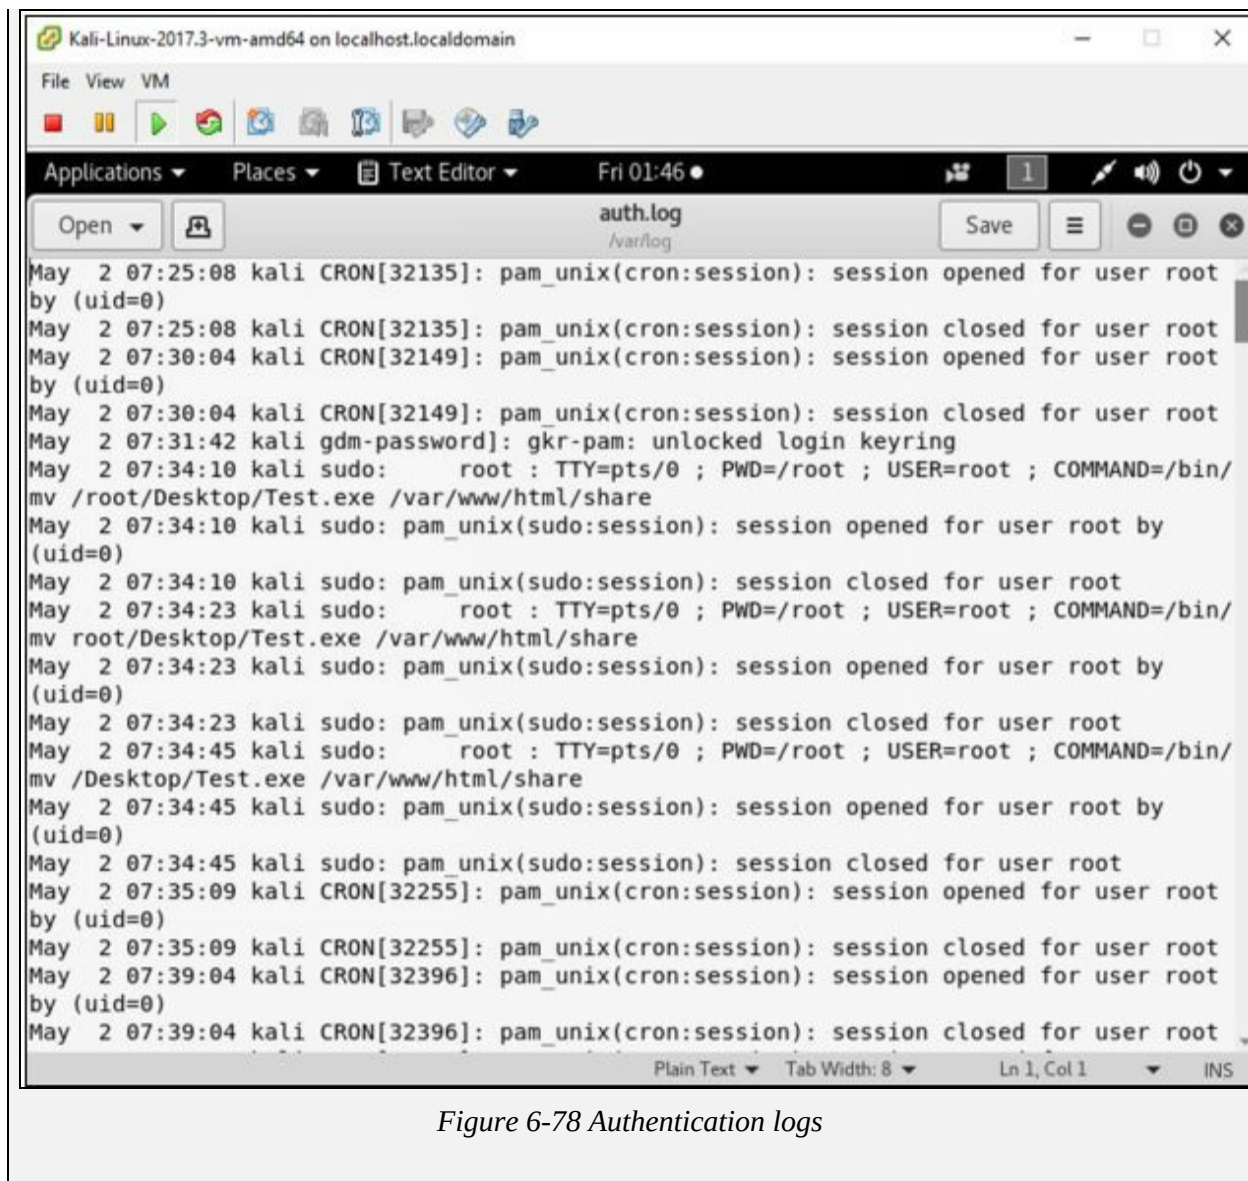 Kali-Linux-2017.3-vm-amd64 on localhost.localdomain
File View VM
Applications Places Text Editor Fri 01:46 1
Open auth.log Save
/var/log
May  2 07:25:08 kali CRON[32135]: pam_unix(cron:session): session opened for user root
by (uid=0)
May  2 07:25:08 kali CRON[32135]: pam_unix(cron:session): session closed for user root
May  2 07:30:04 kali CRON[32149]: pam_unix(cron:session): session opened for user root
by (uid=0)
May  2 07:30:04 kali CRON[32149]: pam_unix(cron:session): session closed for user root
May  2 07:31:42 kali gdm-password]: gkr-pam: unlocked login keyring
May  2 07:34:10 kali sudo:     root : TTY=pts/0 ; PWD=/root ; USER=root ; COMMAND=/bin/
mv /root/Desktop/Test.exe /var/www/html/share
May  2 07:34:10 kali sudo: pam_unix(sudo:session): session opened for user root by
(uid=0)
May  2 07:34:10 kali sudo: pam_unix(sudo:session): session closed for user root
May  2 07:34:23 kali sudo:     root : TTY=pts/0 ; PWD=/root ; USER=root ; COMMAND=/bin/
mv root/Desktop/Test.exe /var/www/html/share
May  2 07:34:23 kali sudo: pam_unix(sudo:session): session opened for user root by
(uid=0)
May  2 07:34:23 kali sudo: pam_unix(sudo:session): session closed for user root
May  2 07:34:45 kali sudo:     root : TTY=pts/0 ; PWD=/root ; USER=root ; COMMAND=/bin/
mv /Desktop/Test.exe /var/www/html/share
May  2 07:34:45 kali sudo: pam_unix(sudo:session): session opened for user root by
(uid=0)
May  2 07:34:45 kali sudo: pam_unix(sudo:session): session closed for user root
May  2 07:35:09 kali CRON[32255]: pam_unix(cron:session): session opened for user root
by (uid=0)
May  2 07:35:09 kali CRON[32255]: pam_unix(cron:session): session closed for user root
May  2 07:39:04 kali CRON[32396]: pam_unix(cron:session): session opened for user root
by (uid=0)
May  2 07:39:04 kali CRON[32396]: pam_unix(cron:session): session closed for user root
Plain Text Tab Width: 8 Ln 1, Col 1 INS
Figure 6-78 Authentication logs